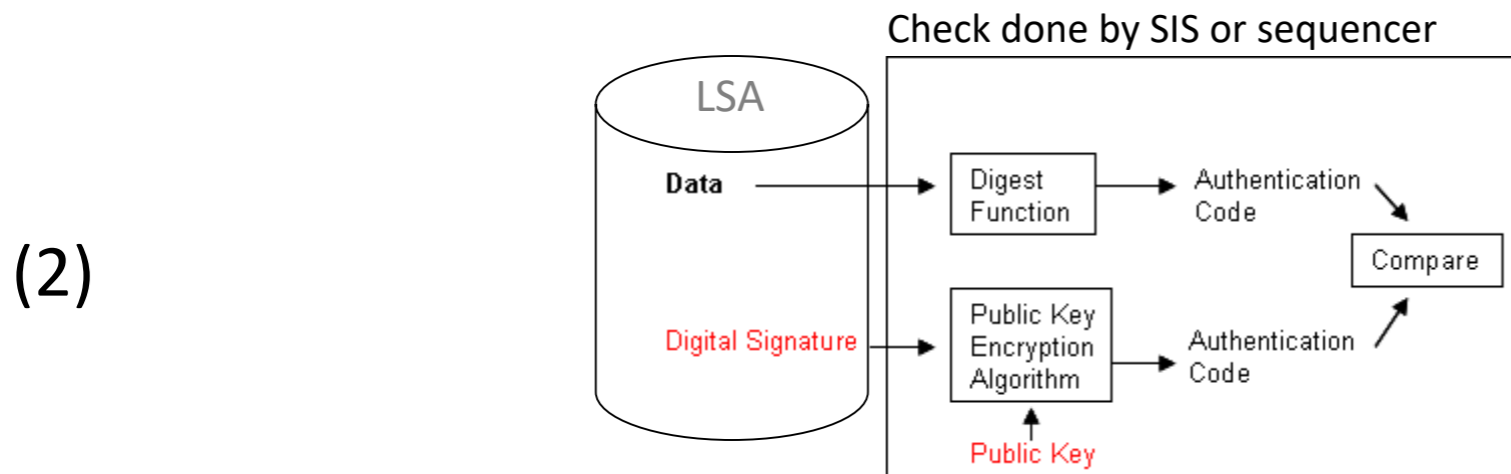 Check done by SIS or sequencer
LSA
Data
Digest
Function
Authentication
Code
Compare
(2)
Digital Signature
Public Key
Encryption
Algorithm
Authentication
Code
Public Key